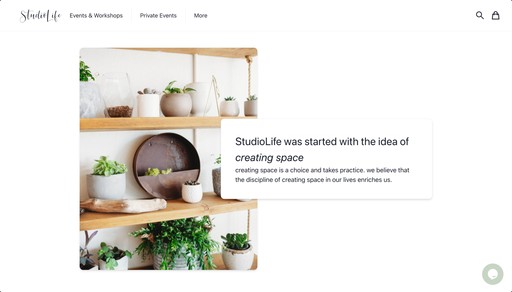 StudioLife
Events & Workshops
Private Events
More
StudioLife was started with the idea of
creating space
creating space is a choice and takes practice. we believe that
the discipline of creating space in our lives enriches us.